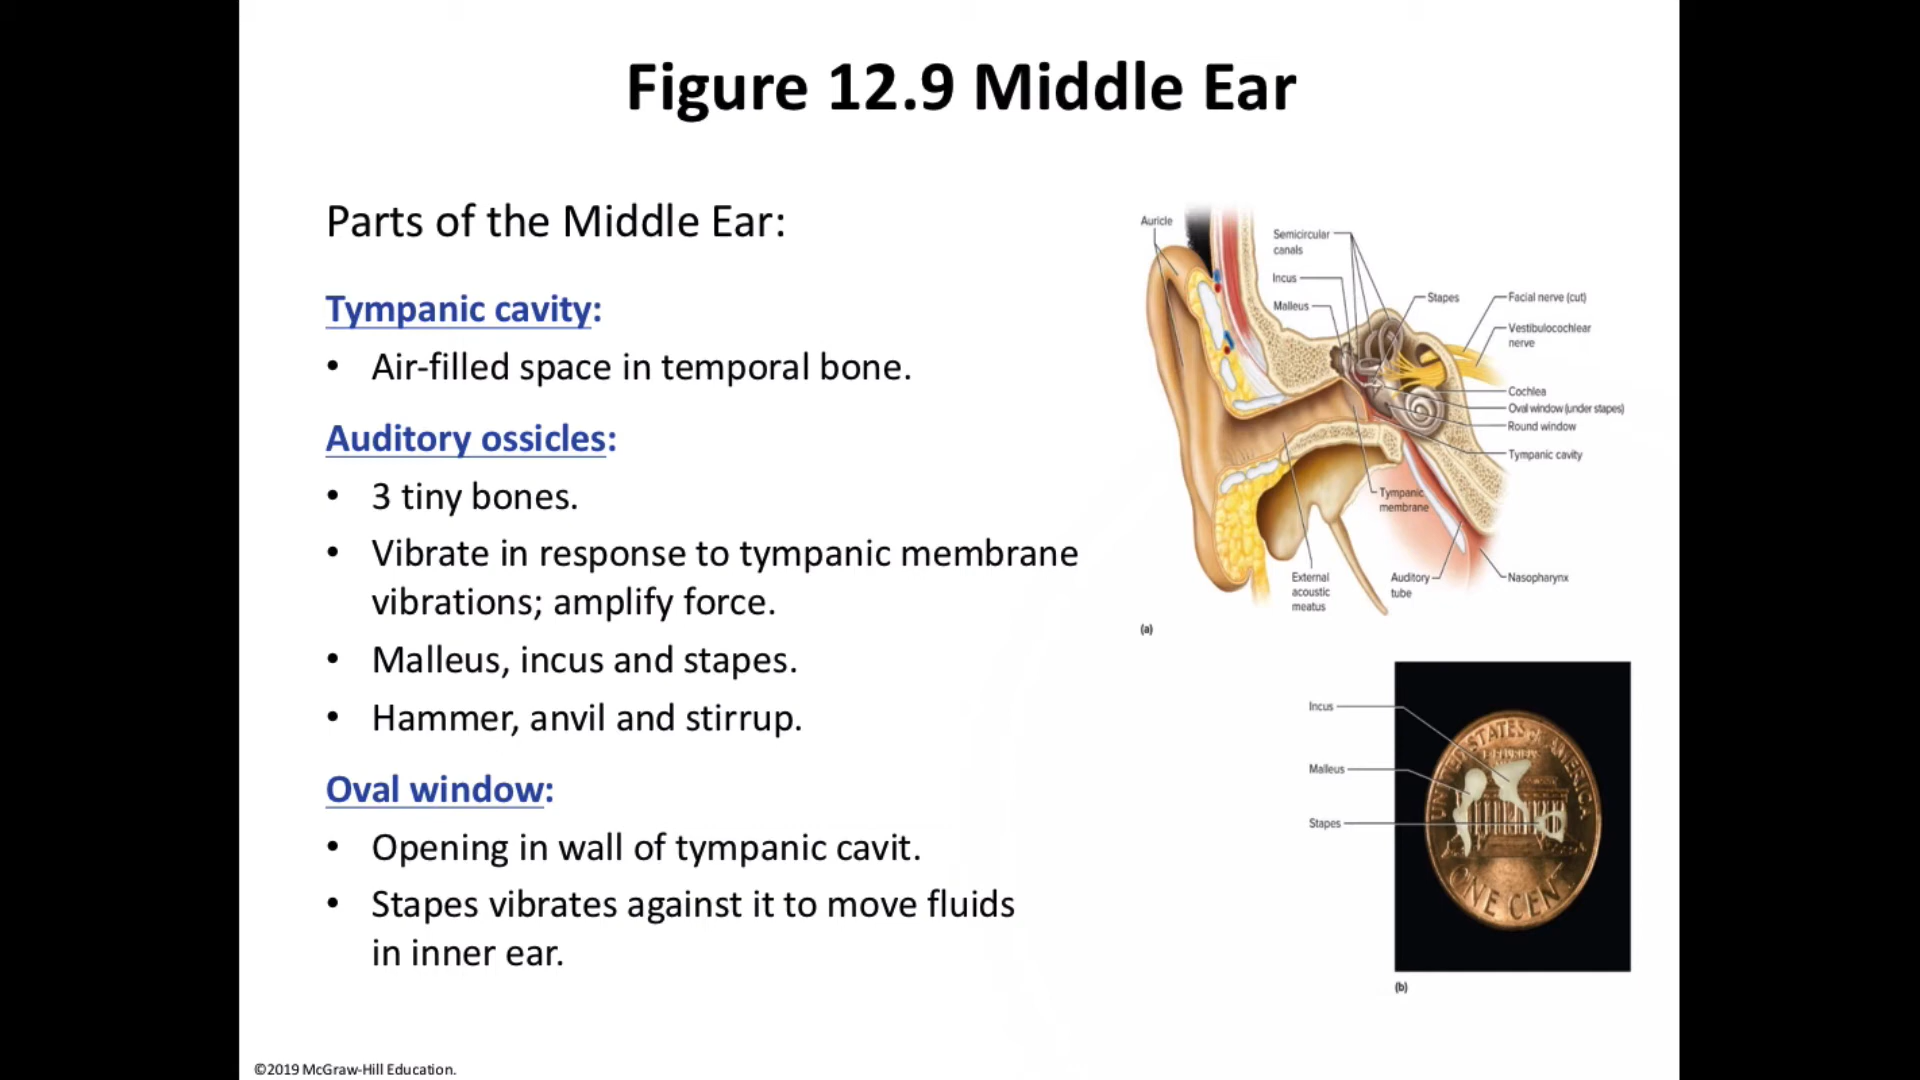 Figure 12.9 Middle Ear
Parts of the Middle Ear:
Tympanic cavity:
• Air-filled space in temporal bone.
Auditory ossicles:
• 3 tiny bones.
• Vibrate in response to tympanic membrane
vibrations; amplify force.
• Malleus, incus and stapes.
• Hammer, anvil and stirrup.
Oval window:
• Opening in wall of tympanic cavit.
• Stapes vibrates against it to move fluids
in inner ear.
Auricle
Semicircular
canals
Incus
Malleus
Stapes
Facial nerve (cut)
Vestibulocochlear
nerve
Cochlea
Oval window (under stapes)
Round window
Tympanic cavity
Tympanic
membrane
External
acoustic
meatus
Auditory
tube
Nasopharynx
(a)
Incus
Malleus
Stapes
UNITED STATES OF AMERICA
ONE CENT
(b)
©2019 McGraw-Hill Education.